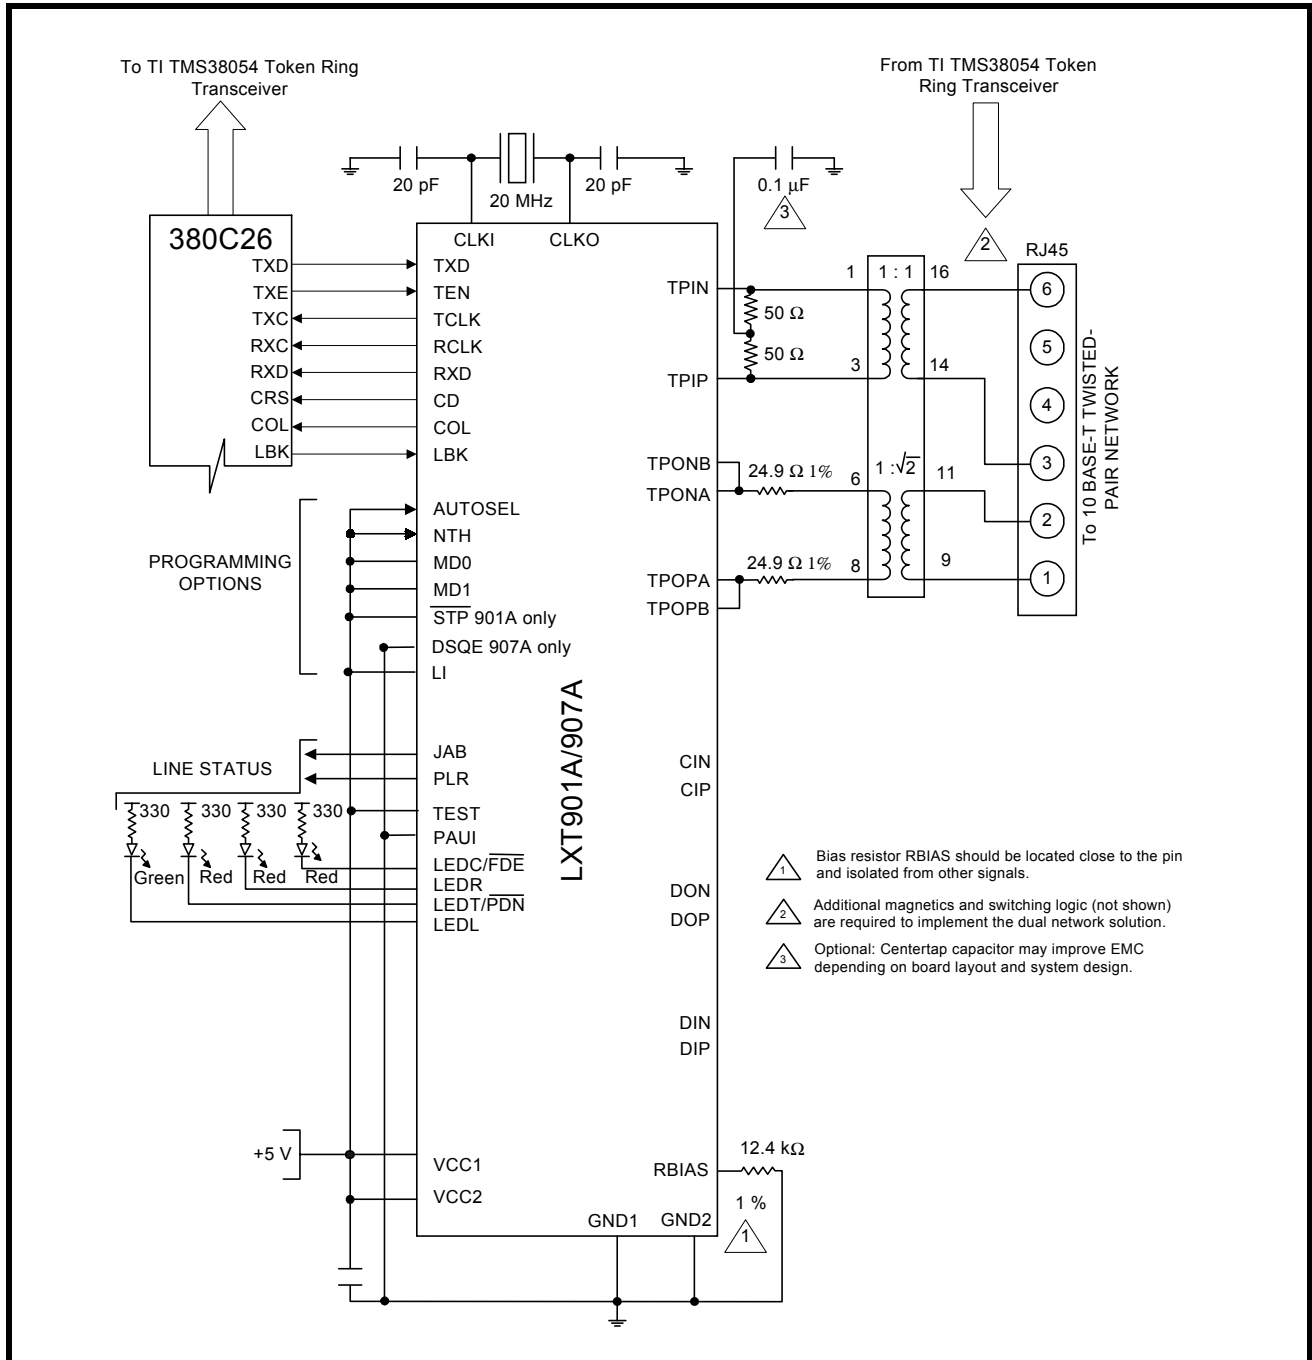 To TI TMS38054 Token Ring
Transceiver
From TI TMS38054 Token
Ring Transceiver
20 pF
20 MHz
20 pF
0.1 µF
3
2
RJ45
380C26
TXD
TXE
TXC
RXC
RXD
CRS
COL
LBK
CLKI
CLKO
TXD
TEN
TCLK
RCLK
RXD
CD
COL
LBK
PROGRAMMING
OPTIONS
AUTOSEL
NTH
MD0
MD1
STP 901A only
DSQE 907A only
LI
LINE STATUS
JAB
PLR
TEST
PAUI
LEDC/FDE
LEDR
LEDT/PDN
LEDL
330
330
330
330
Green
Red
Red
Red
+5 V
VCC1
VCC2
LXT901A/907A
TPIN
TPIP
TPONB
TPONA
TPOPA
TPOPB
CIN
CIP
DON
DOP
DIN
DIP
RBIAS
GND1
GND2
50 Ω
50 Ω
24.9 Ω 1%
24.9 Ω 1%
1
1 : 1
16
3
14
6
1 :√2
11
8
9
6
5
4
3
2
1
To 10 BASE-T TWISTED-
PAIR NETWORK
12.4 kΩ
1 %
1
1
Bias resistor RBIAS should be located close to the pin
and isolated from other signals.
2
Additional magnetics and switching logic (not shown)
are required to implement the dual network solution.
3
Optional: Centertap capacitor may improve EMC
depending on board layout and system design.